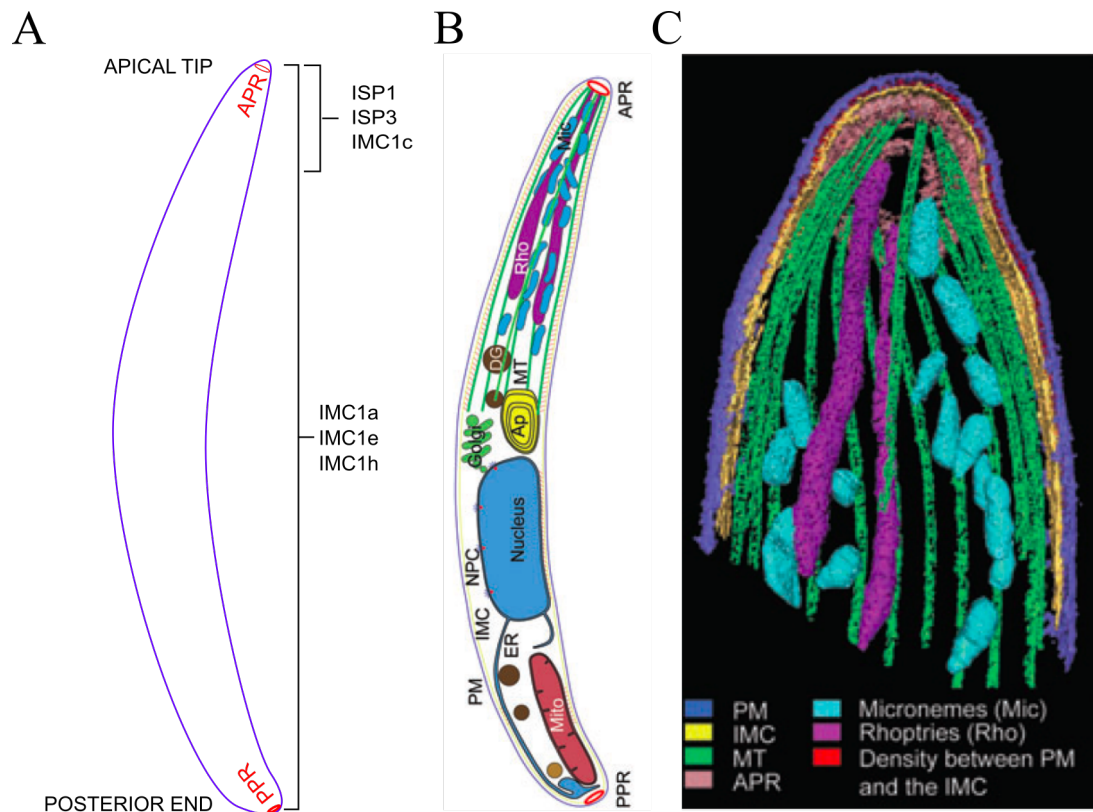 A
APICAL TIP
APR
ISP1
ISP3
IMC1c
IMC1a
IMC1e
IMC1h
PPR
POSTERIOR END
B
APR
Mic
Rho
DG
MT
Ap
Golgi
Nucleus
NPC
IMC
ER
PM
Mito
PPR
C
PM
IMC
MT
APR
Micronemes (Mic)
Rhoptries (Rho)
Density between PM
and the IMC